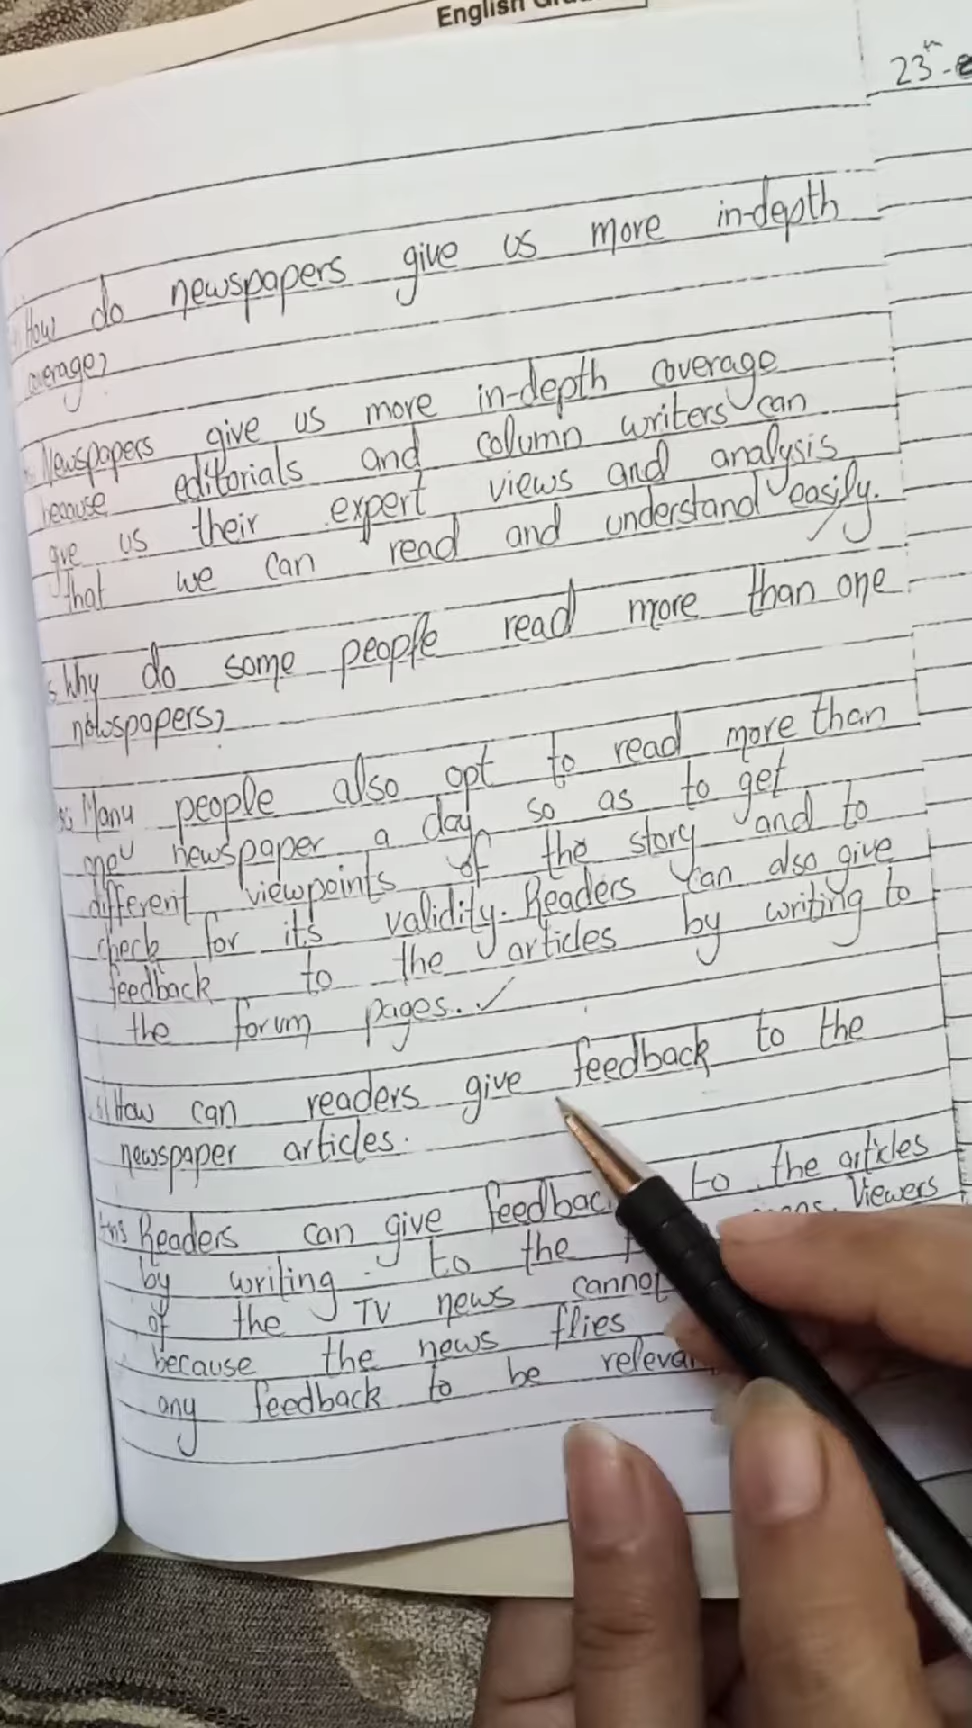 English
23
How do newspapers give us more in-depth
coverage?
Newspapers give us more in-depth coverage
because editorials and column writers can
give us their expert views and analysis
that we can read and understand easily.
Why do some people read more than one
newspapers?
Many people also opt to read more than
one newspaper a day so as to get
different viewpoints of the story and to
check for its validity. Readers can also give
feedback to the articles by writing to
the forum pages.
How can readers give feedback to the
newspaper articles.
Ans Readers can give feedbac to the articles
by writing to the Viewers
of the TV news cannot
because the news flies
any feedback to be